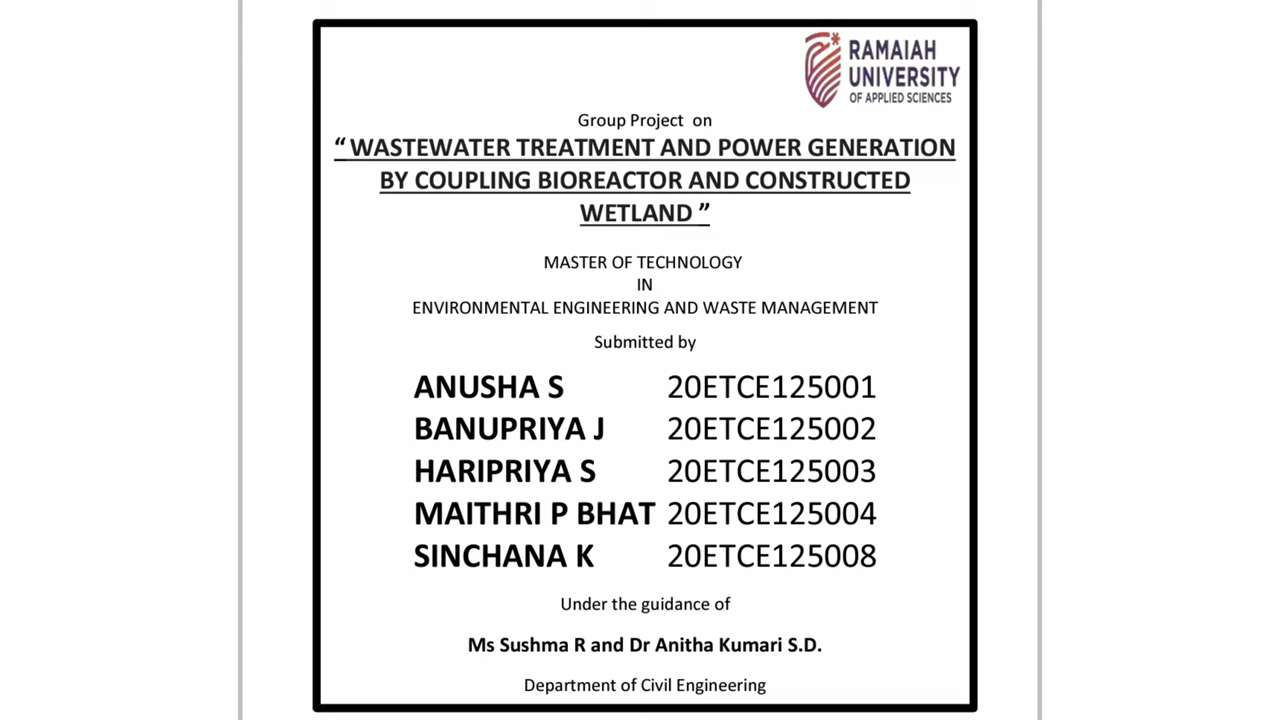 RAMAIAH
UNIVERSITY
OF APPLIED SCIENCES
Group Project on
“ WASTEWATER TREATMENT AND POWER GENERATION
BY COUPLING BIOREACTOR AND CONSTRUCTED
WETLAND ”
MASTER OF TECHNOLOGY
IN
ENVIRONMENTAL ENGINEERING AND WASTE MANAGEMENT
Submitted by
ANUSHA S 20ETCE125001
BANUPRIYA J 20ETCE125002
HARIPRIYA S 20ETCE125003
MAITHRI P BHAT 20ETCE125004
SINCHANA K 20ETCE125008
Under the guidance of
Ms Sushma R and Dr Anitha Kumari S.D.
Department of Civil Engineering